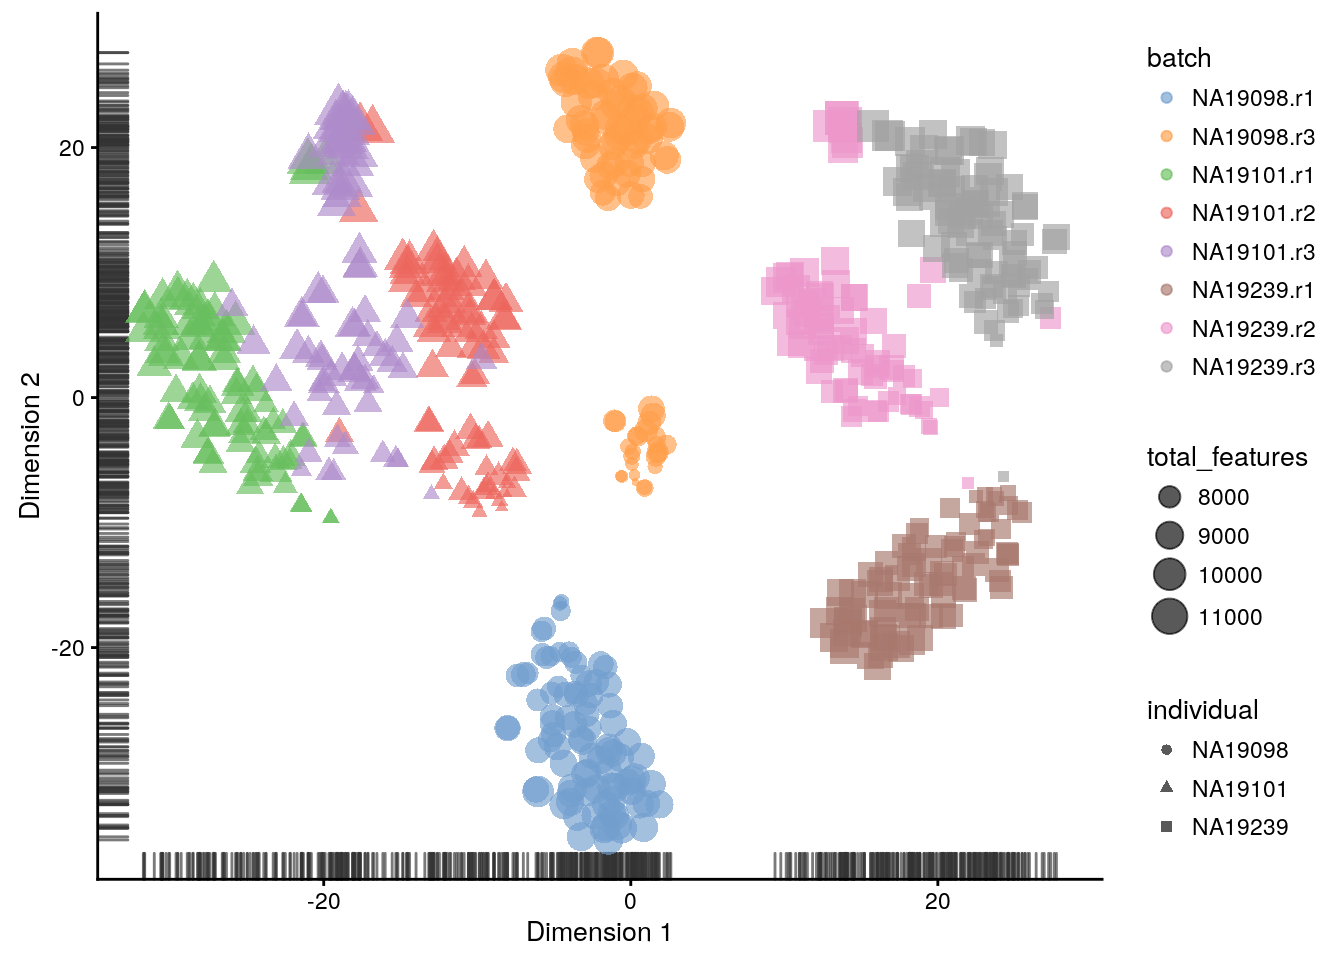 batch
NA19098.r1
NA19098.r3
NA19101.r1
NA19101.r2
NA19101.r3
NA19239.r1
NA19239.r2
NA19239.r3
total_features
8000
9000
10000
11000
individual
NA19098
NA19101
NA19239
Dimension 2
20
0
-20
-20
0
20
Dimension 1